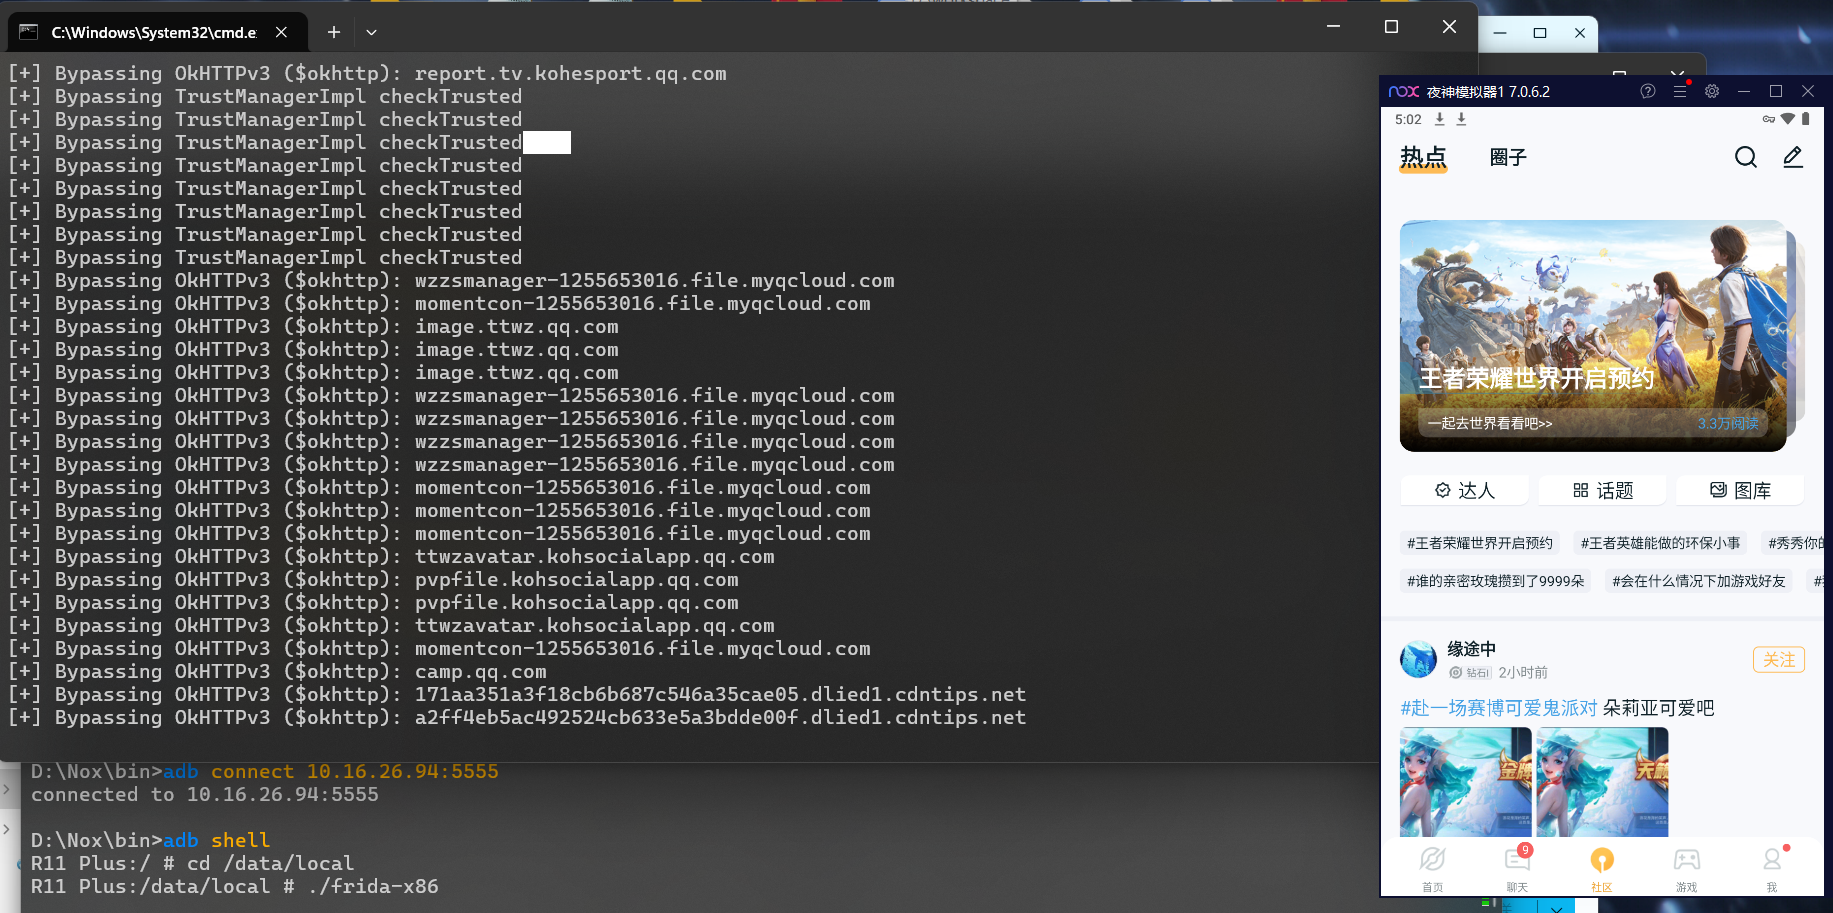 C:\Windows\System32\cmd.e
[+] Bypassing OkHTTPv3 ($okhttp): report.tv.kohesport.qq.com
[+] Bypassing TrustManagerImpl checkTrusted
[+] Bypassing TrustManagerImpl checkTrusted
[+] Bypassing TrustManagerImpl checkTrusted
[+] Bypassing TrustManagerImpl checkTrusted
[+] Bypassing TrustManagerImpl checkTrusted
[+] Bypassing TrustManagerImpl checkTrusted
[+] Bypassing TrustManagerImpl checkTrusted
[+] Bypassing TrustManagerImpl checkTrusted
[+] Bypassing OkHTTPv3 ($okhttp): wzzsmanager-1255653016.file.myqcloud.com
[+] Bypassing OkHTTPv3 ($okhttp): momentcon-1255653016.file.myqcloud.com
[+] Bypassing OkHTTPv3 ($okhttp): image.ttwz.qq.com
[+] Bypassing OkHTTPv3 ($okhttp): image.ttwz.qq.com
[+] Bypassing OkHTTPv3 ($okhttp): image.ttwz.qq.com
[+] Bypassing OkHTTPv3 ($okhttp): wzzsmanager-1255653016.file.myqcloud.com
[+] Bypassing OkHTTPv3 ($okhttp): wzzsmanager-1255653016.file.myqcloud.com
[+] Bypassing OkHTTPv3 ($okhttp): wzzsmanager-1255653016.file.myqcloud.com
[+] Bypassing OkHTTPv3 ($okhttp): wzzsmanager-1255653016.file.myqcloud.com
[+] Bypassing OkHTTPv3 ($okhttp): momentcon-1255653016.file.myqcloud.com
[+] Bypassing OkHTTPv3 ($okhttp): momentcon-1255653016.file.myqcloud.com
[+] Bypassing OkHTTPv3 ($okhttp): momentcon-1255653016.file.myqcloud.com
[+] Bypassing OkHTTPv3 ($okhttp): ttwzavatar.kohsocialapp.qq.com
[+] Bypassing OkHTTPv3 ($okhttp): pvpfile.kohsocialapp.qq.com
[+] Bypassing OkHTTPv3 ($okhttp): pvpfile.kohsocialapp.qq.com
[+] Bypassing OkHTTPv3 ($okhttp): ttwzavatar.kohsocialapp.qq.com
[+] Bypassing OkHTTPv3 ($okhttp): momentcon-1255653016.file.myqcloud.com
[+] Bypassing OkHTTPv3 ($okhttp): camp.qq.com
[+] Bypassing OkHTTPv3 ($okhttp): 171aa351a3f18cb6b687c546a35cae05.dlied1.cdntips.net
[+] Bypassing OkHTTPv3 ($okhttp): a2ff4eb5ac492524cb633e5a3bdde00f.dlied1.cdntips.net
D:\Nox\bin>adb connect 10.16.26.94:5555
connected to 10.16.26.94:5555
D:\Nox\bin>adb shell
R11 Plus:/ # cd /data/local
R11 Plus:/data/local # ./frida-x86
nox 夜神模拟器1 7.0.6.2
5:02
热点 圈子
王者荣耀世界开启预约
一起去世界看看吧>> 3.3万阅读
达人 话题 图库
#王者荣耀世界开启预约 #王者英雄能做的环保小事 #秀秀你的
#谁的亲密玫瑰攒到了9999朵 #会在什么情况下加游戏好友
缘途中
关注
钻石I 2小时前
#赴一场赛博可爱鬼派对 朵莉亚可爱吧
金牌
9
首页 聊天 社区 游戏 我